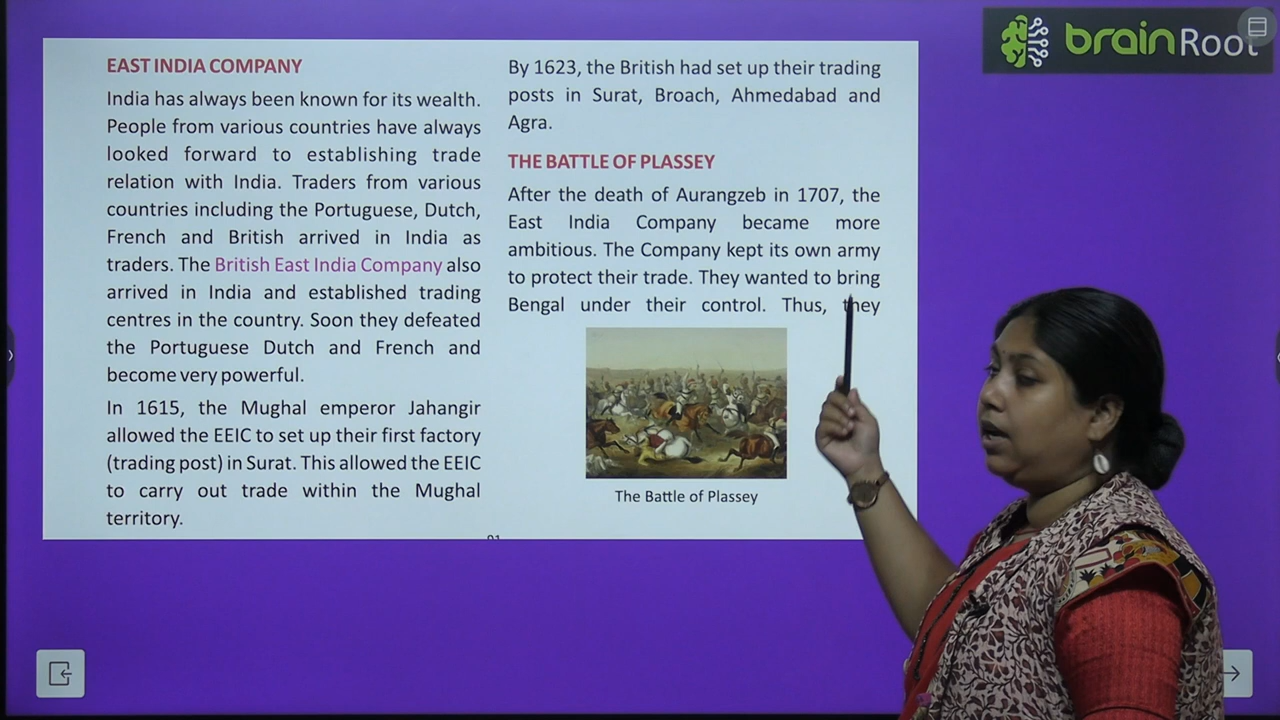 EAST INDIA COMPANY
India has always been known for its wealth.
People from various countries have always
looked forward to establishing trade
relation with India. Traders from various
countries including the Portuguese, Dutch,
French and British arrived in India as
traders. The British East India Company also
arrived in India and established trading
centres in the country. Soon they defeated
the Portuguese Dutch and French and
become very powerful.
In 1615, the Mughal emperor Jahangir
allowed the EEIC to set up their first factory
(trading post) in Surat. This allowed the EEIC
to carry out trade within the Mughal
territory.
By 1623, the British had set up their trading
posts in Surat, Broach, Ahmedabad and
Agra.
THE BATTLE OF PLASSEY
After the death of Aurangzeb in 1707, the
East India Company became more
ambitious. The Company kept its own army
to protect their trade. They wanted to bring
Bengal under their control. Thus, they
The Battle of Plassey
brainRoot